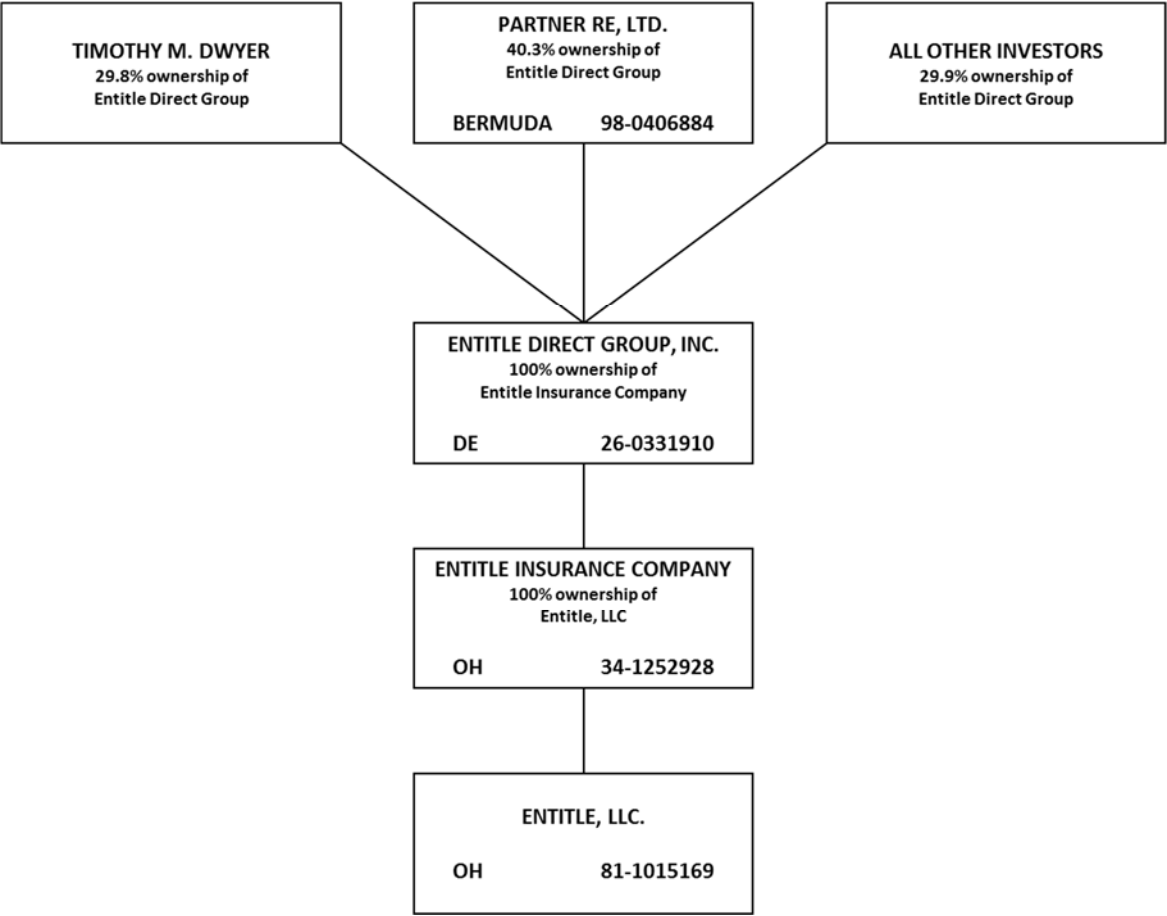 TIMOTHY M. DWYER
29.8% ownership of
Entitle Direct Group
PARTNER RE, LTD.
40.3% ownership of
Entitle Direct Group
BERMUDA 98-0406884
ALL OTHER INVESTORS
29.9% ownership of
Entitle Direct Group
ENTITLE DIRECT GROUP, INC.
100% ownership of
Entitle Insurance Company
DE 26-0331910
ENTITLE INSURANCE COMPANY
100% ownership of
Entitle, LLC
OH 34-1252928
ENTITLE, LLC.
OH 81-1015169